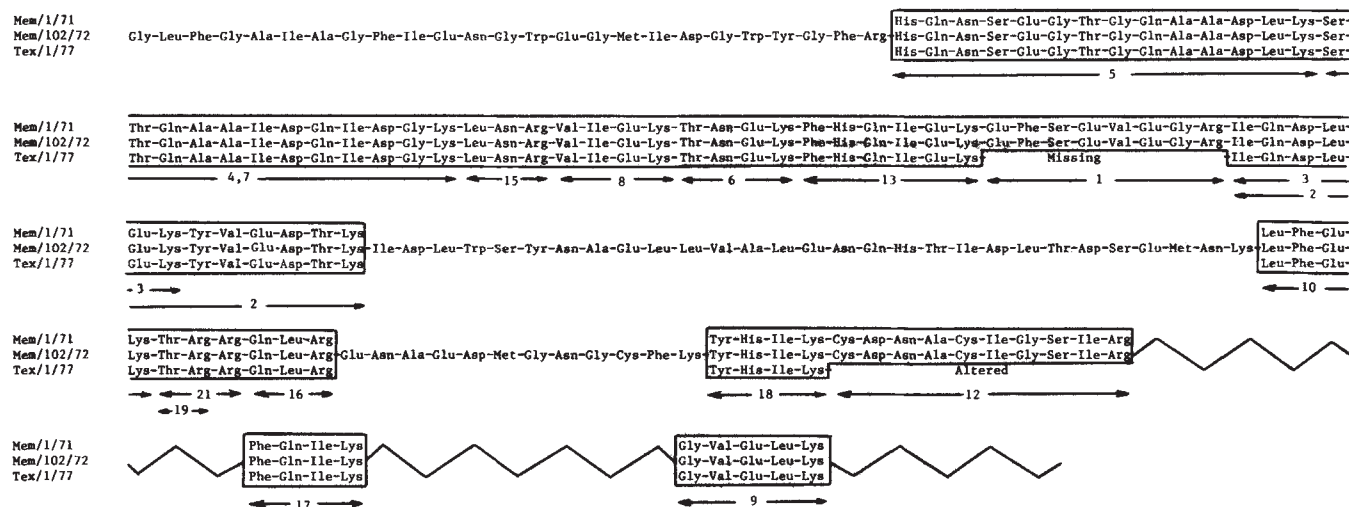 Mem/1/71 His-Gln-Asn-Ser-Glu-Gly-Thr-Gly-Gln-Ala-Ala-Asp-Leu-Lys-Ser-
Mem/102/72 Gly-Leu-Phe-Gly-Ala-Ile-Ala-Gly-Phe-Ile-Glu-Asn-Gly-Trp-Glu-Gly-Met-Ile-Asp-Gly-Trp-Tyr-Gly-Phe-Arg-His-Gln-Asn-Ser-Glu-Gly-Thr-Gly-Gln-Ala-Ala-Asp-Leu-Lys-Ser-
Tex/1/77 His-Gln-Asn-Ser-Glu-Gly-Thr-Gly-Gln-Ala-Ala-Asp-Leu-Lys-Ser-
5
Mem/1/71 Thr-Gln-Ala-Ala-Ile-Asp-Gln-Ile-Asp-Gly-Lys-Leu-Asn-Arg-Val-Ile-Glu-Lys-Thr-Asn-Glu-Lys-Phe-His-Gln-Ile-Glu-Lys-Glu-Phe-Ser-Glu-Val-Glu-Gly-Arg-Ile-Gln-Asp-Leu-
Mem/102/72 Thr-Gln-Ala-Ala-Ile-Asp-Gln-Ile-Asp-Gly-Lys-Leu-Asn-Arg-Val-Ile-Glu-Lys-Thr-Asn-Glu-Lys-Phe-His-Gln-Ile-Glu-Lys-Glu-Phe-Ser-Glu-Val-Glu-Gly-Arg-Ile-Gln-Asp-Leu-
Tex/1/77 Thr-Gln-Ala-Ala-Ile-Asp-Gln-Ile-Asp-Gly-Lys-Leu-Asn-Arg-Val-Ile-Glu-Lys-Thr-Asn-Glu-Lys-Phe-His-Gln-Ile-Glu-Lys Missing Ile-Gln-Asp-Leu-
4,7 15 8 6 13 1 3
2
Mem/1/71 Glu-Lys-Tyr-Val-Glu-Asp-Thr-Lys Leu-Phe-Glu-
Mem/102/72 Glu-Lys-Tyr-Val-Glu-Asp-Thr-Lys-Ile-Asp-Leu-Trp-Ser-Tyr-Asn-Ala-Glu-Leu-Leu-Val-Ala-Leu-Glu-Asn-Gln-His-Thr-Ile-Asp-Leu-Thr-Asp-Ser-Glu-Met-Asn-Lys-Leu-Phe-Glu-
Tex/1/77 Glu-Lys-Tyr-Val-Glu-Asp-Thr-Lys Leu-Phe-Glu-
3 10
2
Mem/1/71 Lys-Thr-Arg-Arg-Gln-Leu-Arg Tyr-His-Ile-Lys-Cys-Asp-Asn-Ala-Cys-Ile-Gly-Ser-Ile-Arg
Mem/102/72 Lys-Thr-Arg-Arg-Gln-Leu-Arg-Glu-Asn-Ala-Glu-Asp-Met-Gly-Asn-Gly-Cys-Phe-Lys-Tyr-His-Ile-Lys-Cys-Asp-Asn-Ala-Cys-Ile-Gly-Ser-Ile-Arg
Tex/1/77 Lys-Thr-Arg-Arg-Gln-Leu-Arg Tyr-His-Ile-Lys- Altered
21 16 18 12
19
Mem/1/71 Phe-Gln-Ile-Lys Gly-Val-Glu-Leu-Lys
Mem/102/72 Phe-Gln-Ile-Lys Gly-Val-Glu-Leu-Lys
Tex/1/77 Phe-Gln-Ile-Lys Gly-Val-Glu-Leu-Lys
17 9